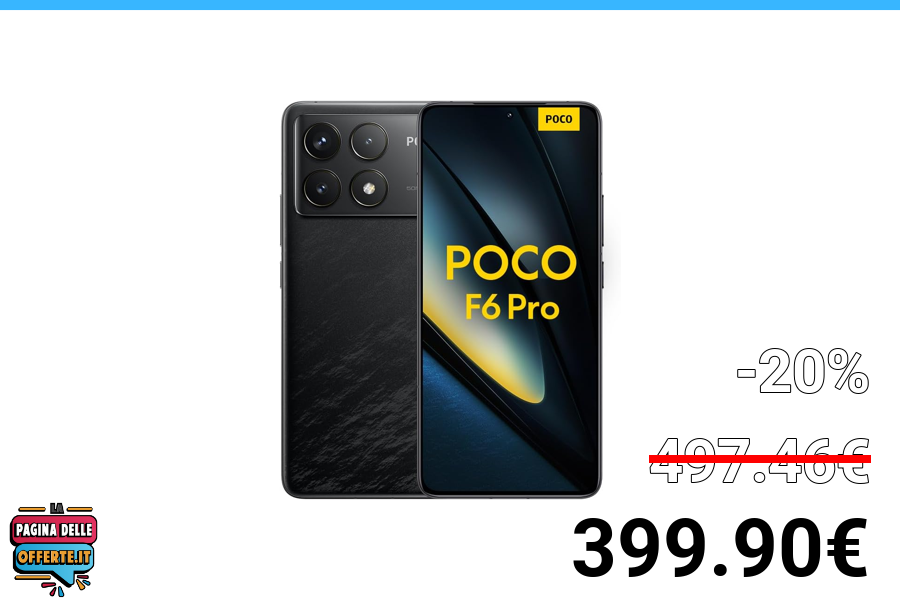 POCO
POCO
F6 Pro
-20%
497.46€
399.90€
LA
PAGINA DELLE
OFFERTE.IT